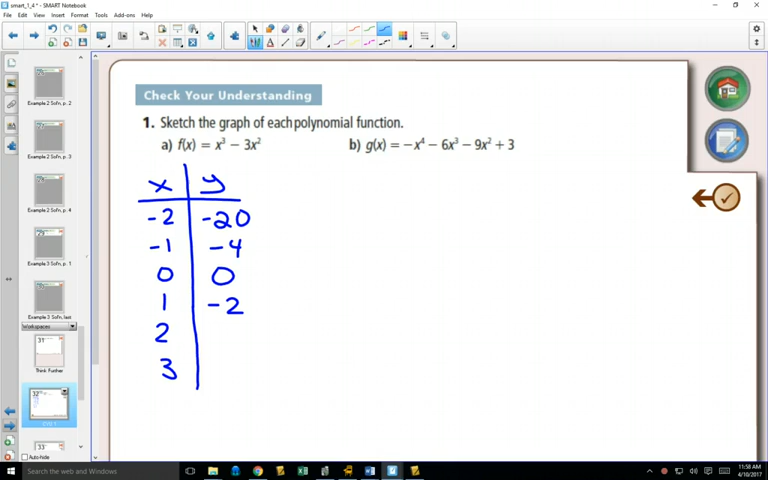 smart_1_4 * - SMART Notebook
File Edit View Insert Format Tools Add-ons Help
Example 2 Soln, p. 2
Example 2 Soln, p. 3
Example 2 Soln, p. 4
Example 3 Soln, p. 1
Example 3 Soln, last
Workspaces
31
Think Further
32
33
Auto-hide
Check Your Understanding
1. Sketch the graph of each polynomial function.
a) f(x) = x³ − 3x²
b) g(x) = −x⁴ − 6x³ − 9x² + 3
x y
-2 -20
-1 -4
0 0
1 -2
2
3
Search the web and Windows
11:58 AM
4/10/2017